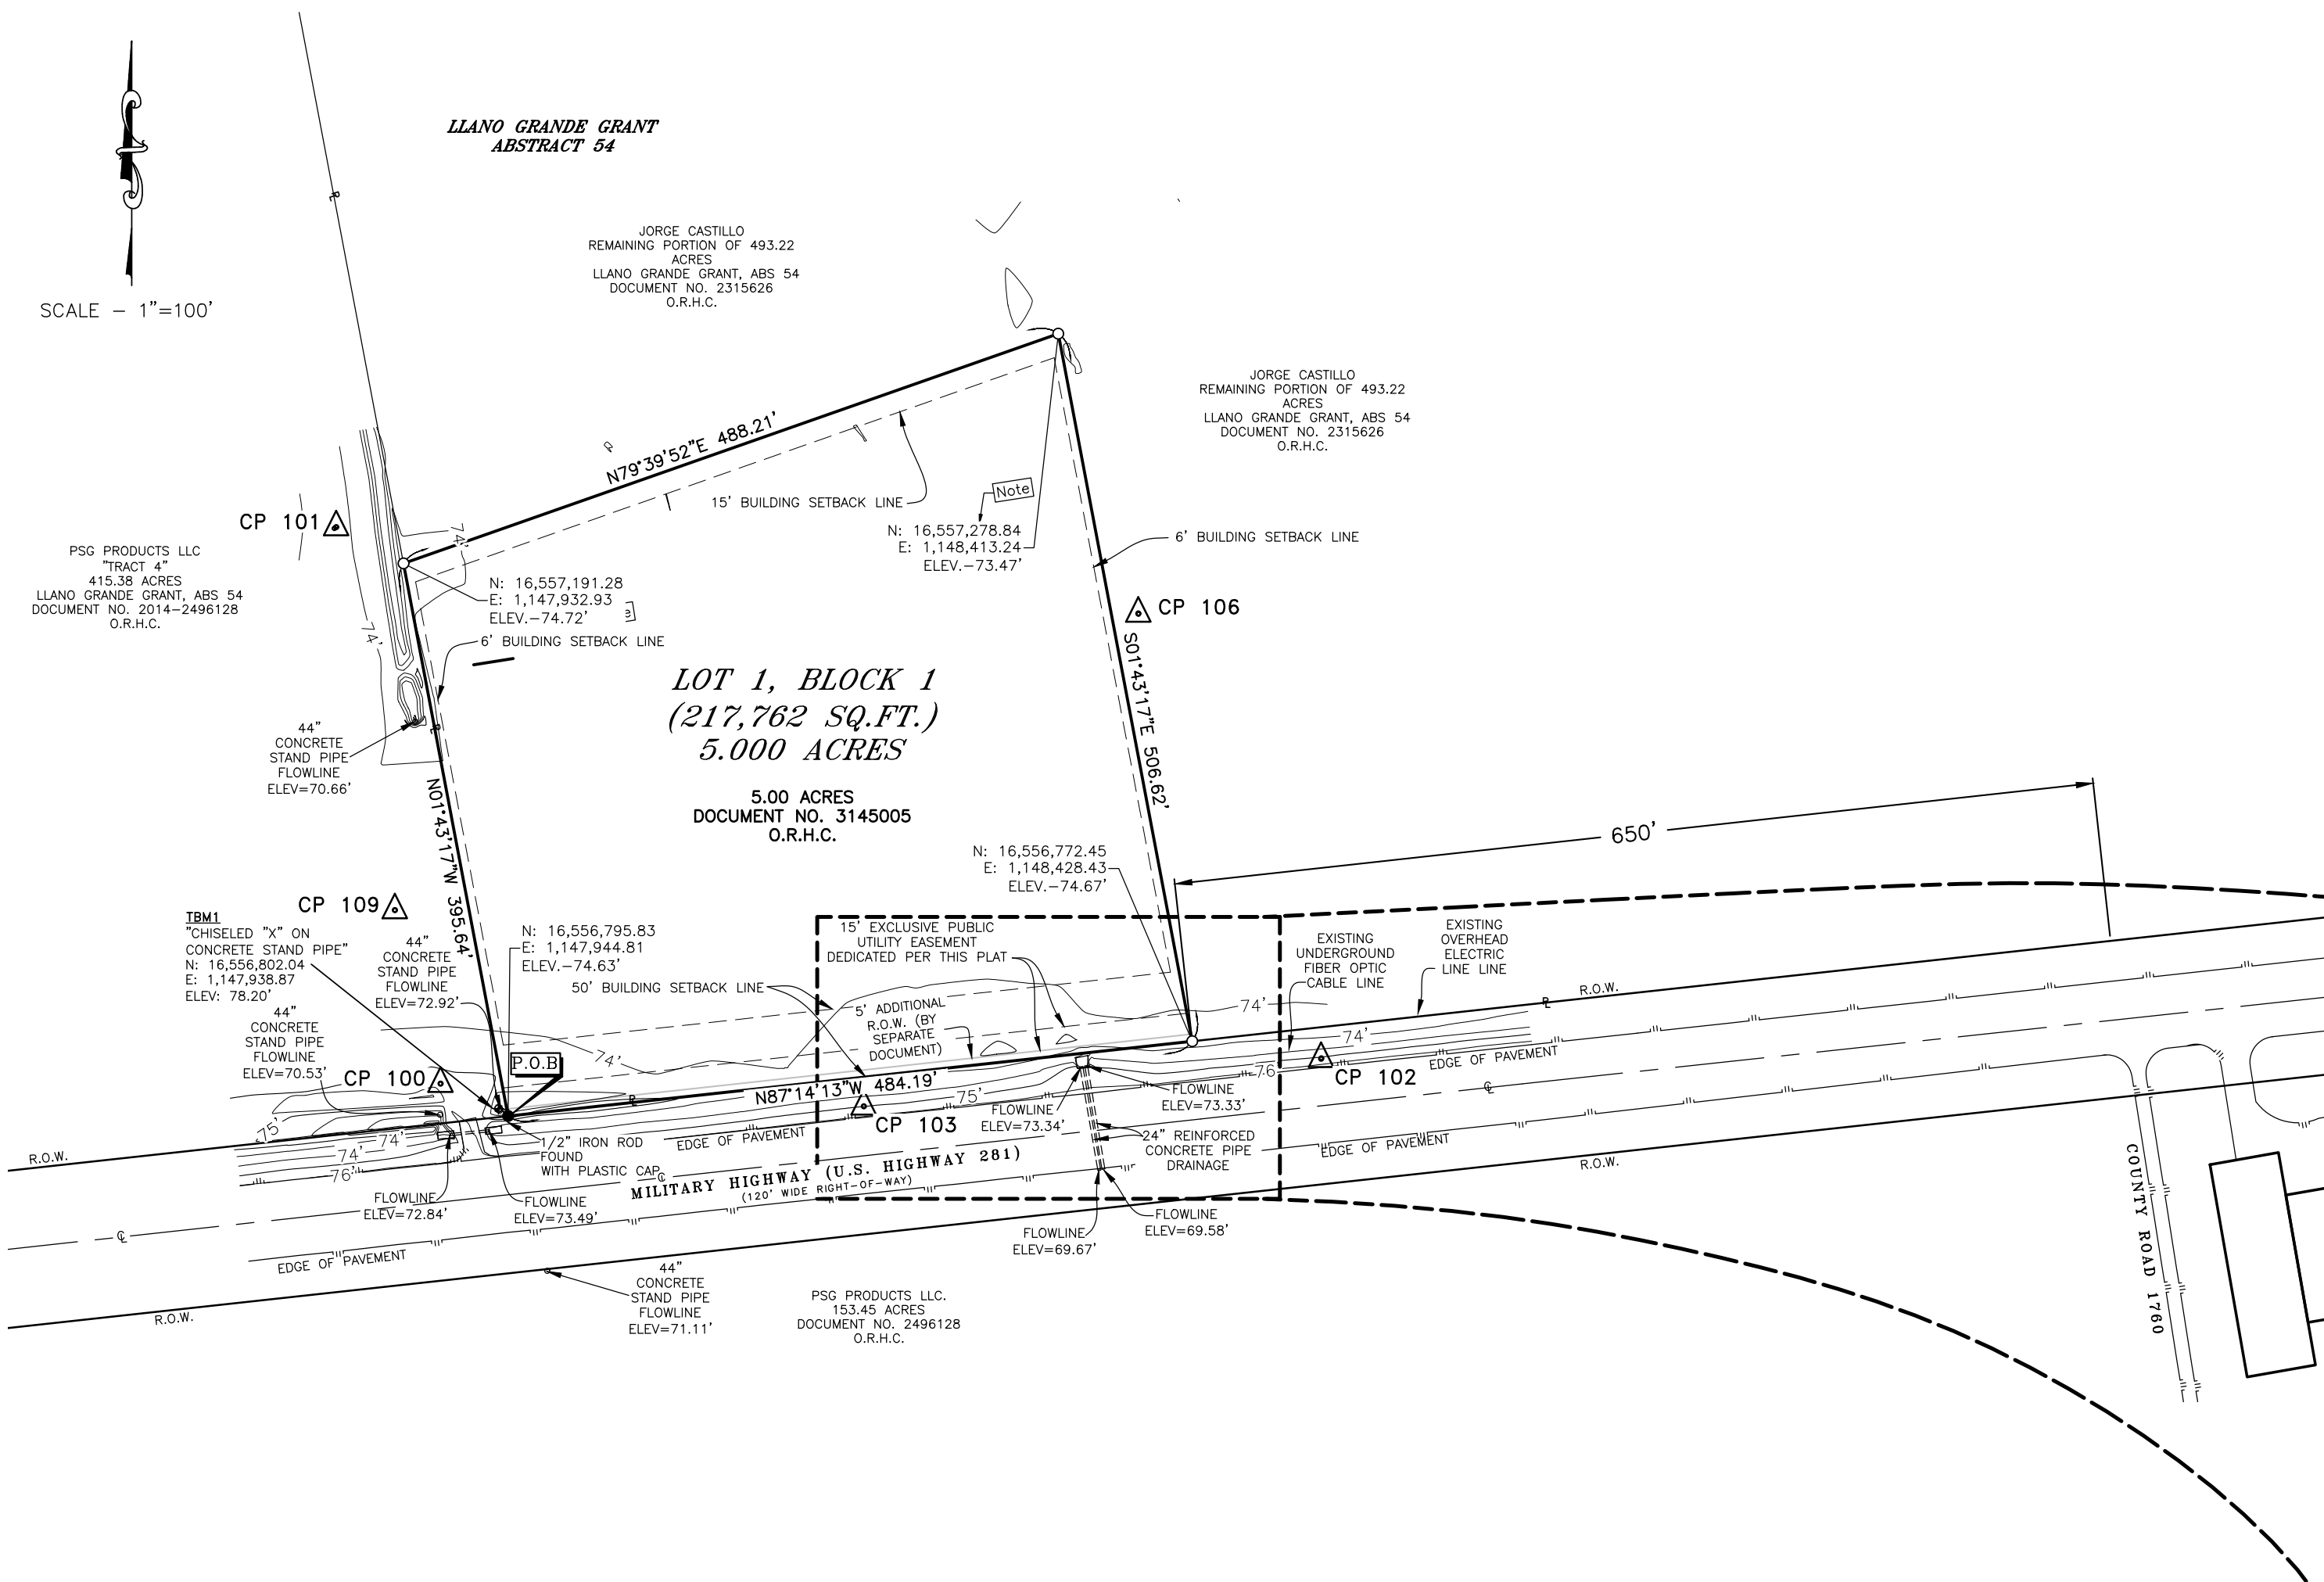 LLANO GRANDE GRANT
ABSTRACT 54
SCALE – 1"=100'
JORGE CASTILLO
REMAINING PORTION OF 493.22
ACRES
LLANO GRANDE GRANT, ABS 54
DOCUMENT NO. 2315626
O.R.H.C.
JORGE CASTILLO
REMAINING PORTION OF 493.22
ACRES
LLANO GRANDE GRANT, ABS 54
DOCUMENT NO. 2315626
O.R.H.C.
N79°39'52"E 488.21'
15' BUILDING SETBACK LINE
Note
N: 16,557,278.84
E: 1,148,413.24
ELEV.–73.47'
6' BUILDING SETBACK LINE
CP 101
74'
PSG PRODUCTS LLC
"TRACT 4"
415.38 ACRES
LLANO GRANDE GRANT, ABS 54
DOCUMENT NO. 2014–2496128
O.R.H.C.
74'
N: 16,557,191.28
E: 1,147,932.93
ELEV.–74.72'
6' BUILDING SETBACK LINE
CP 106
S01°43'17"E 506.62'
LOT 1, BLOCK 1
(217,762 SQ.FT.)
5.000 ACRES
5.00 ACRES
DOCUMENT NO. 3145005
O.R.H.C.
44"
CONCRETE
STAND PIPE
FLOWLINE
ELEV=70.66'
N01°43'17"W 395.64'
650'
N: 16,556,772.45
E: 1,148,428.43
ELEV.–74.67'
CP 109
TBM1
"CHISELED "X" ON
CONCRETE STAND PIPE"
N: 16,556,802.04
E: 1,147,938.87
ELEV: 78.20'
44"
CONCRETE
STAND PIPE
FLOWLINE
ELEV=72.92'
N: 16,556,795.83
E: 1,147,944.81
ELEV.–74.63'
50' BUILDING SETBACK LINE
15' EXCLUSIVE PUBLIC
UTILITY EASEMENT
DEDICATED PER THIS PLAT
5' ADDITIONAL
R.O.W. (BY
SEPARATE
DOCUMENT)
EXISTING
UNDERGROUND
FIBER OPTIC
CABLE LINE
EXISTING
OVERHEAD
ELECTRIC
LINE LINE
R.O.W.
74'
74'
74'
76
44"
CONCRETE
STAND PIPE
FLOWLINE
ELEV=70.53'
CP 100
P.O.B
CP 102
EDGE OF PAVEMENT
N87°14'13"W 484.19'
75'
CP 103
FLOWLINE
ELEV=73.34'
FLOWLINE
ELEV=73.33'
24" REINFORCED
CONCRETE PIPE
DRAINAGE
75'
74'
74'
76'
1/2" IRON ROD
FOUND
WITH PLASTIC CAP
EDGE OF PAVEMENT
MILITARY HIGHWAY (U.S. HIGHWAY 281)
(120' WIDE RIGHT-OF-WAY)
EDGE OF PAVEMENT
R.O.W.
R.O.W.
FLOWLINE
ELEV=72.84'
FLOWLINE
ELEV=73.49'
FLOWLINE
ELEV=69.67'
FLOWLINE
ELEV=69.58'
EDGE OF PAVEMENT
R.O.W.
44"
CONCRETE
STAND PIPE
FLOWLINE
ELEV=71.11'
PSG PRODUCTS LLC.
153.45 ACRES
DOCUMENT NO. 2496128
O.R.H.C.
COUNTY ROAD 1760